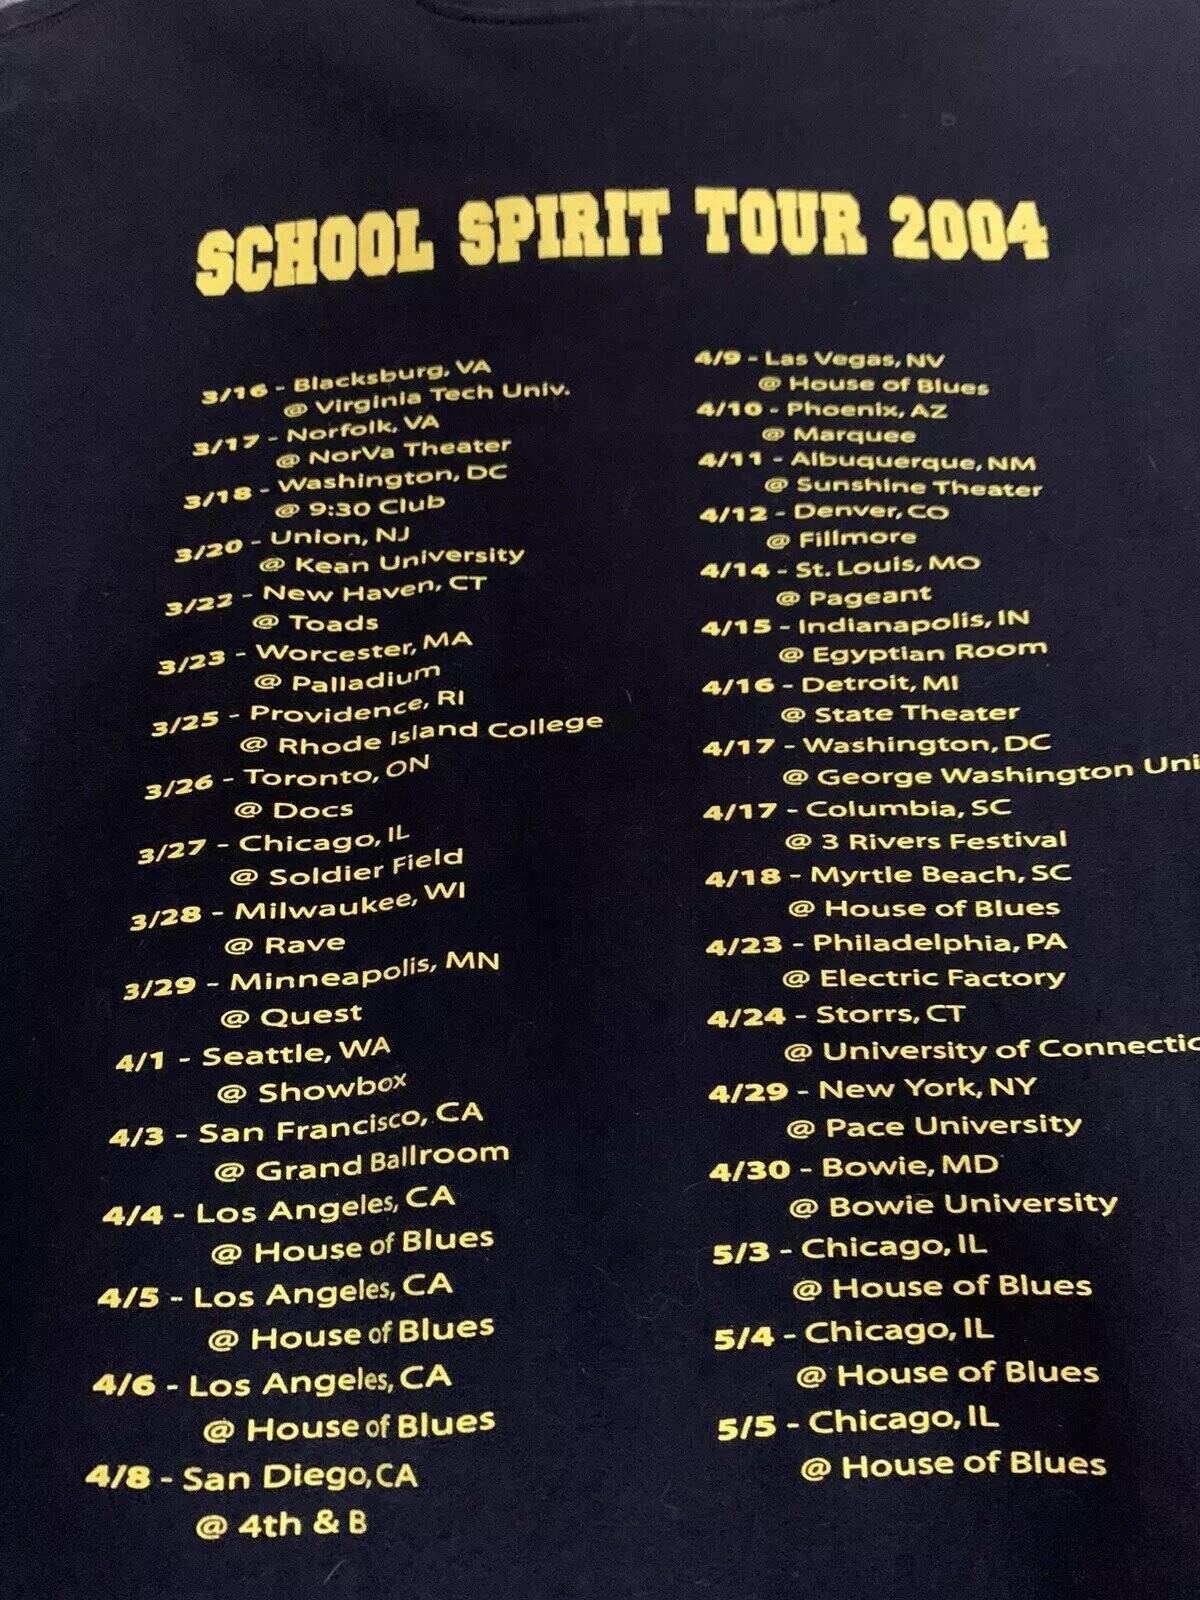 SCHOOL SPIRIT TOUR 2004
3/16 - Blacksburg, VA
@ Virginia Tech Univ.
3/17 - Norfolk, VA
@ NorVa Theater
3/18 - Washington, DC
@ 9:30 Club
3/20 - Union, NJ
@ Kean University
3/22 - New Haven, CT
@ Toads
3/23 - Worcester, MA
@ Palladium
3/25 - Providence, RI
@ Rhode Island College
3/26 - Toronto, ON
@ Docs
3/27 - Chicago, IL
@ Soldier Field
3/28 - Milwaukee, WI
@ Rave
3/29 - Minneapolis, MN
@ Quest
4/1 - Seattle, WA
@ Showbox
4/3 - San Francisco, CA
@ Grand Ballroom
4/4 - Los Angeles, CA
@ House of Blues
4/5 - Los Angeles, CA
@ House of Blues
4/6 - Los Angeles, CA
@ House of Blues
4/8 - San Diego, CA
@ 4th & B
4/9 - Las Vegas, NV
@ House of Blues
4/10 - Phoenix, AZ
@ Marquee
4/11 - Albuquerque, NM
@ Sunshine Theater
4/12 - Denver, CO
@ Fillmore
4/14 - St. Louis, MO
@ Pageant
4/15 - Indianapolis, IN
@ Egyptian Room
4/16 - Detroit, MI
@ State Theater
4/17 - Washington, DC
@ George Washington Uni
4/17 - Columbia, SC
@ 3 Rivers Festival
4/18 - Myrtle Beach, SC
@ House of Blues
4/23 - Philadelphia, PA
@ Electric Factory
4/24 - Storrs, CT
@ University of Connectic
4/29 - New York, NY
@ Pace University
4/30 - Bowie, MD
@ Bowie University
5/3 - Chicago, IL
@ House of Blues
5/4 - Chicago, IL
@ House of Blues
5/5 - Chicago, IL
@ House of Blues